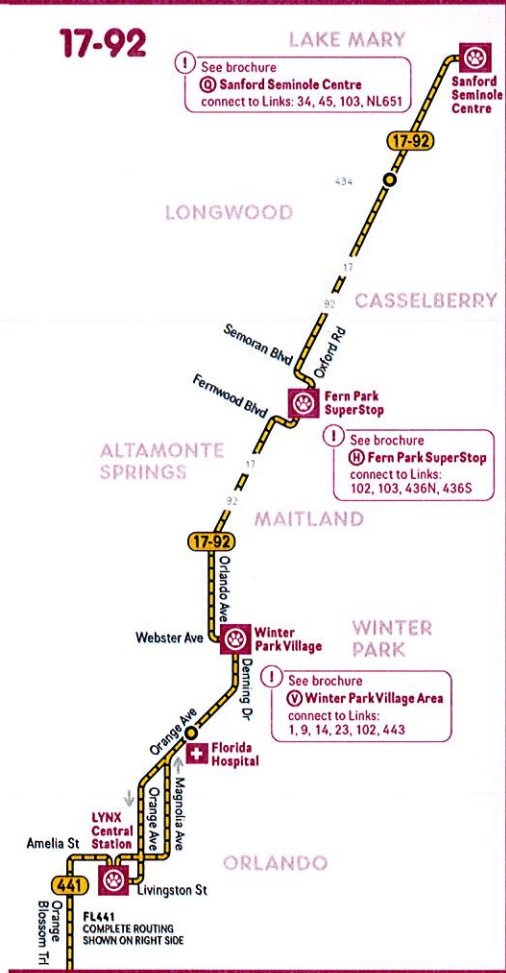 17-92
LAKE MARY
! See brochure
Q Sanford Seminole Centre
connect to Links: 34, 45, 103, NL651
Sanford
Seminole
Centre
17-92
434
LONGWOOD
17
92
CASSELBERRY
Semoran Blvd
Oxford Rd
Fernwood Blvd
Fern Park
SuperStop
! See brochure
H Fern Park SuperStop
connect to Links:
102, 103, 436N, 436S
ALTAMONTE
SPRINGS
17
92
MAITLAND
17-92
Orlando Ave
Webster Ave
Winter
Park Village
WINTER
PARK
! See brochure
V Winter Park Village Area
connect to Links:
1, 9, 14, 23, 102, 443
Denning Dr
Orange Ave
Florida
Hospital
Orange Ave
Magnolia Ave
LYNX
Central
Station
Amelia St
ORLANDO
441
Livingston St
Orange
Blossom Trl
FL441
COMPLETE ROUTING
SHOWN ON RIGHT SIDE